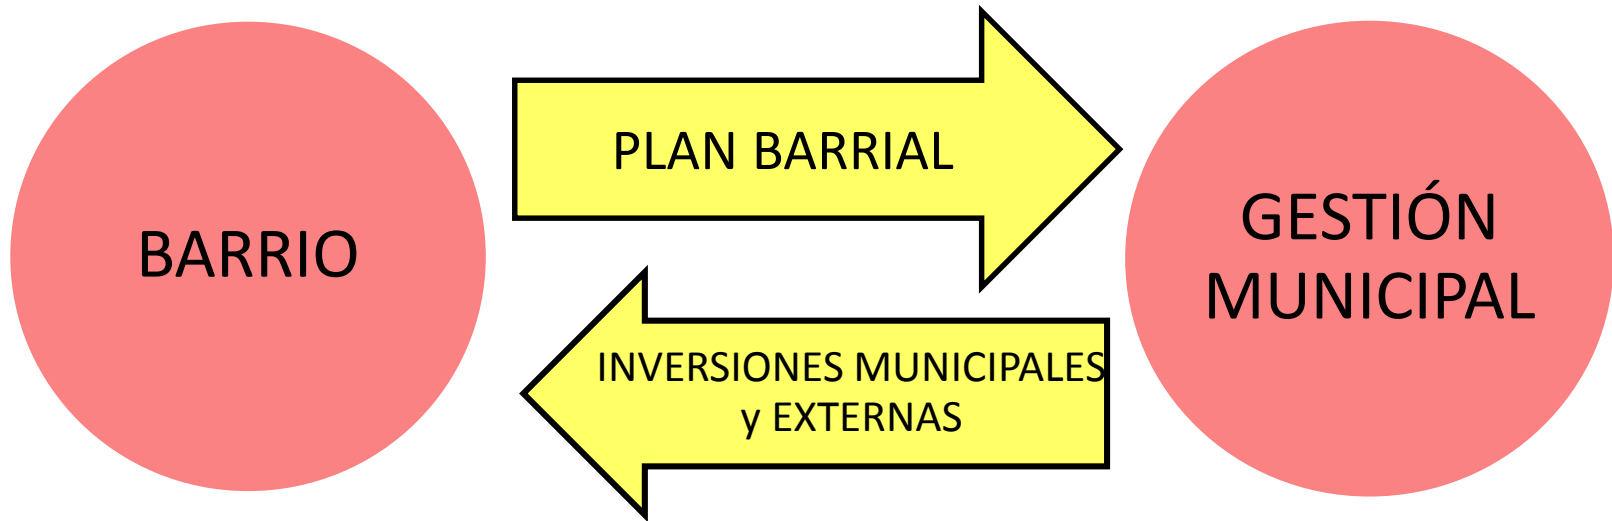 BARRIO
PLAN BARRIAL
INVERSIONES MUNICIPALES
y EXTERNAS
GESTIÓN
MUNICIPAL